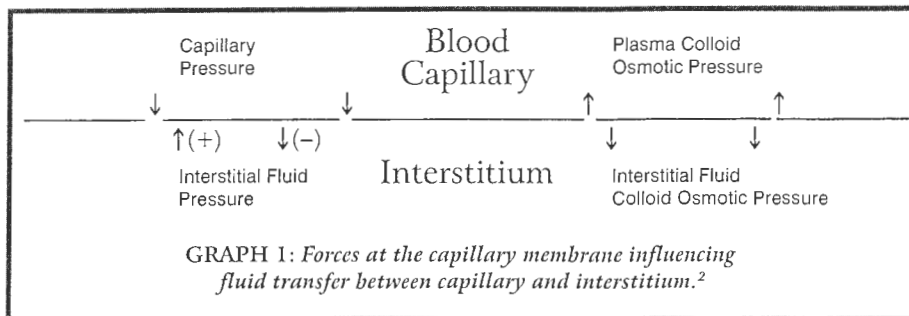 Capillary
Pressure
Blood
Capillary
Plasma Colloid
Osmotic Pressure
↓ ↓ ↑ ↑
↑(+) ↓(–) ↓ ↓
Interstitial Fluid
Pressure
Interstitium
Interstitial Fluid
Colloid Osmotic Pressure
GRAPH 1: Forces at the capillary membrane influencing
fluid transfer between capillary and interstitium.²